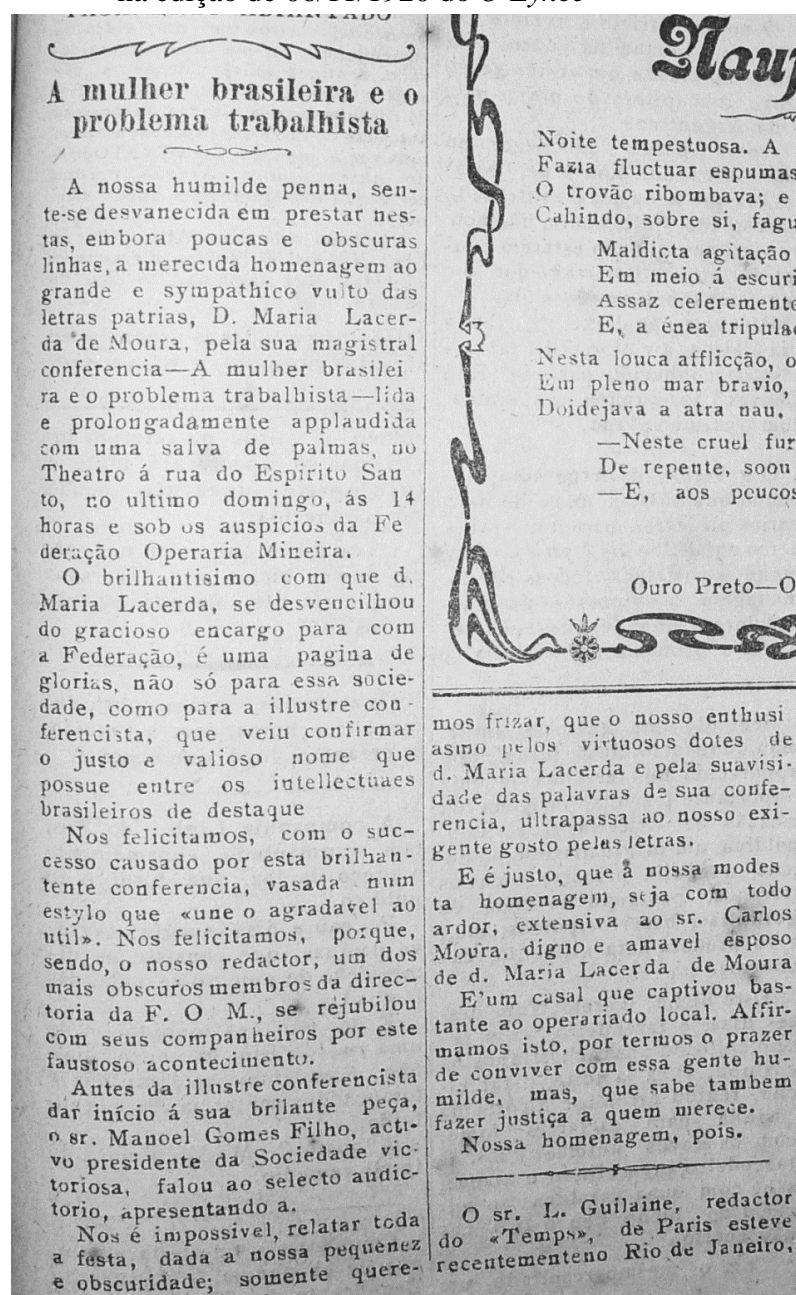 na edição de 06/11/1920 do O Lynce
A mulher brasileira e o
problema trabalhista
A nossa humilde penna, sen-
te-se desvanecida em prestar nes-
tas, embora poucas e obscuras
linhas, a merecida homenagem ao
grande e sympathico vulto das
letras patrias, D. Maria Lacer-
da de Moura, pela sua magistral
conferencia—A mulher brasilei
ra e o problema trabalhista—lida
e prolongadamente applaudida
com uma salva de palmas, no
Theatro á rua do Espirito San
to, no ultimo domingo, ás 14
horas e sob os auspicios da Fe
deração Operaria Mineira.
O brilhantisimo com que d.
Maria Lacerda, se desvencilhou
do gracioso encargo para com
a Federação, é uma pagina de
glorias, não só para essa socie-
dade, como para a illustre con-
ferencista, que veiu confirmar
o justo e valioso nome que
possue entre os intellectuaes
brasileiros de destaque
Nos felicitamos, com o suc-
cesso causado por esta brilhan-
tente conferencia, vasada num
estylo que «une o agradavel ao
util». Nos felicitamos, porque,
sendo, o nosso redactor, um dos
mais obscuros membros da direc-
toria da F. O M., se rejubilou
com seus companheiros por este
faustoso acontecimento.
Antes da illustre conferencista
dar início á sua brilante peça,
o sr. Manoel Gomes Filho, acti-
vo presidente da Sociedade vic-
toriosa, falou ao selecto audic-
torio, apresentando a.
Nos é impossivel, relatar toda
a festa, dada a nossa pequenez
e obscuridade; somente quere-
Nauf
Noite tempestuosa. A
Fazia fluctuar espumas
O trovão ribombava; e
Cahindo, sobre si, fagu
Maldicta agitação
Em meio á escuri
Assaz celeremente
E, a énea tripulaç
Nesta louca afflicção, o
Em pleno mar bravio,
Doidejava a atra nau.
—Neste cruel fur
De repente, soou
—E, aos poucos
Ouro Preto—O
mos frizar, que o nosso enthusi
asmo pelos virtuosos dotes de
d. Maria Lacerda e pela suavisi-
dade das palavras de sua confe-
rencia, ultrapassa ao nosso exi-
gente gosto pelas letras.
E é justo, que á nossa modes
ta homenagem, seja com todo
ardor, extensiva ao sr. Carlos
Moura, digno e amavel esposo
de d. Maria Lacerda de Moura
E'um casal que captivou bas-
tante ao operariado local. Affir-
mamos isto, por termos o prazer
de conviver com essa gente hu-
milde, mas, que sabe tambem
fazer justiça a quem merece.
Nossa homenagem, pois.
O sr. L. Guilaine, redactor
do «Temps», de Paris esteve
recentementeno Rio de Janeiro,